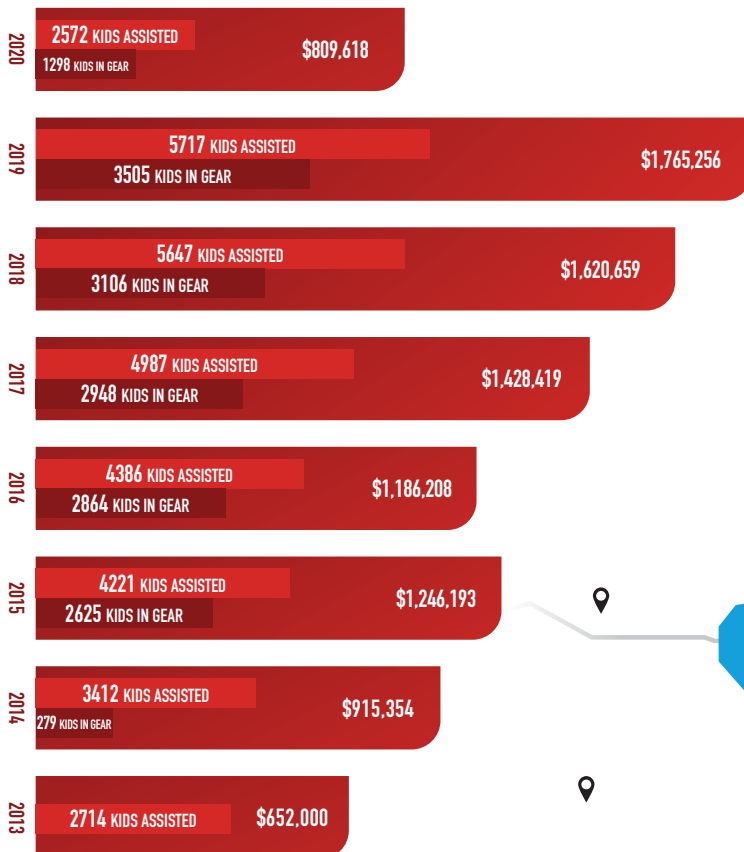 2020
2572 KIDS ASSISTED
1298 KIDS IN GEAR
$809,618
2019
5717 KIDS ASSISTED
3505 KIDS IN GEAR
$1,765,256
2018
5647 KIDS ASSISTED
3106 KIDS IN GEAR
$1,620,659
2017
4987 KIDS ASSISTED
2948 KIDS IN GEAR
$1,428,419
2016
4386 KIDS ASSISTED
2864 KIDS IN GEAR
$1,186,208
2015
4221 KIDS ASSISTED
2625 KIDS IN GEAR
$1,246,193
2014
3412 KIDS ASSISTED
279 KIDS IN GEAR
$915,354
2013
2714 KIDS ASSISTED
$652,000